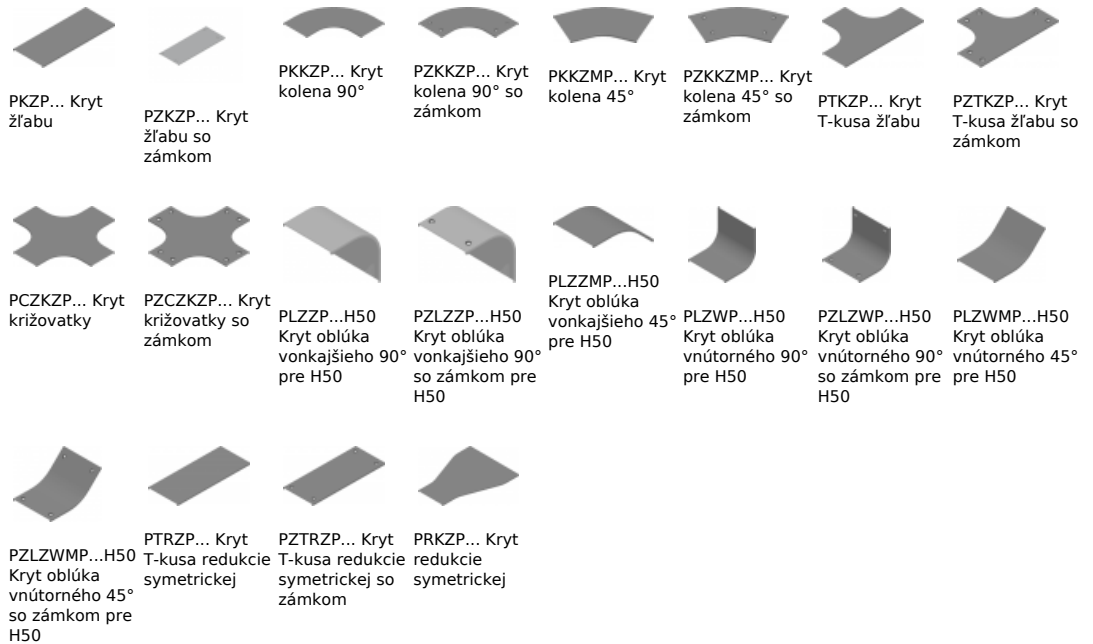 PKZP... Kryt
žľabu
PZKZP... Kryt
žľabu so
zámkom
PKKZP... Kryt
kolena 90°
PZKKZP... Kryt
kolena 90° so
zámkom
PKKZMP... Kryt
kolena 45°
PZKKZMP... Kryt
kolena 45° so
zámkom
PTKZP... Kryt
T-kusa žľabu
PZTKZP... Kryt
T-kusa žľabu so
zámkom
PCZKZP... Kryt
križovatky
PZCZKZP... Kryt
križovatky so
zámkom
PLZZP...H50
Kryt oblúka
vonkajšieho 90°
pre H50
PZLZZP...H50
Kryt oblúka
vonkajšieho 90°
so zámkom pre
H50
PLZZMP...H50
Kryt oblúka
vonkajšieho 45°
pre H50
PLZWP...H50
Kryt oblúka
vnútorného 90°
pre H50
PZLZWP...H50
Kryt oblúka
vnútorného 90°
so zámkom pre
H50
PLZWMP...H50
Kryt oblúka
vnútorného 45°
pre H50
PZLZWMP...H50
Kryt oblúka
vnútorného 45°
so zámkom pre
H50
PTRZP... Kryt
T-kusa redukcie
symetrickej
PZTRZP... Kryt
T-kusa redukcie
symetrickej so
zámkom
PRKZP... Kryt
redukcie
symetrickej